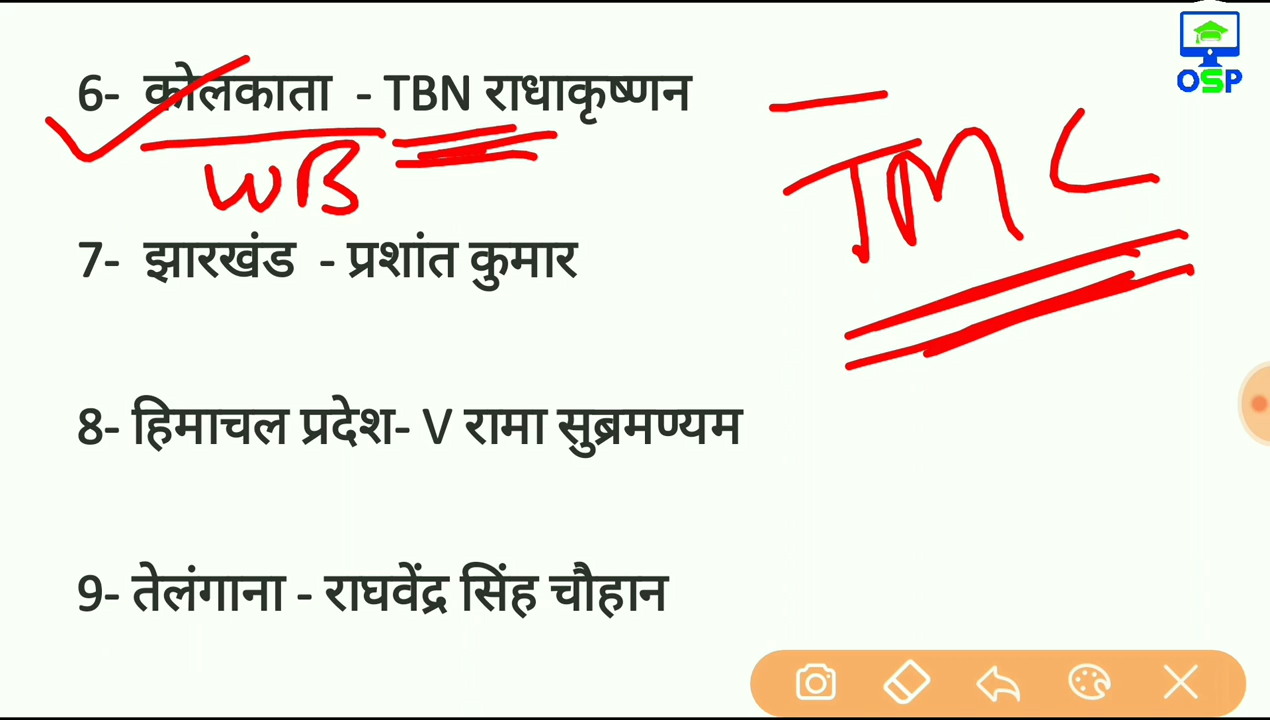 OSP
6- कोलकाता - TBN राधाकृष्णन
WB
TMC
7- झारखंड - प्रशांत कुमार
8- हिमाचल प्रदेश- V रामा सुब्रमण्यम
9- तेलंगाना - राघवेंद्र सिंह चौहान